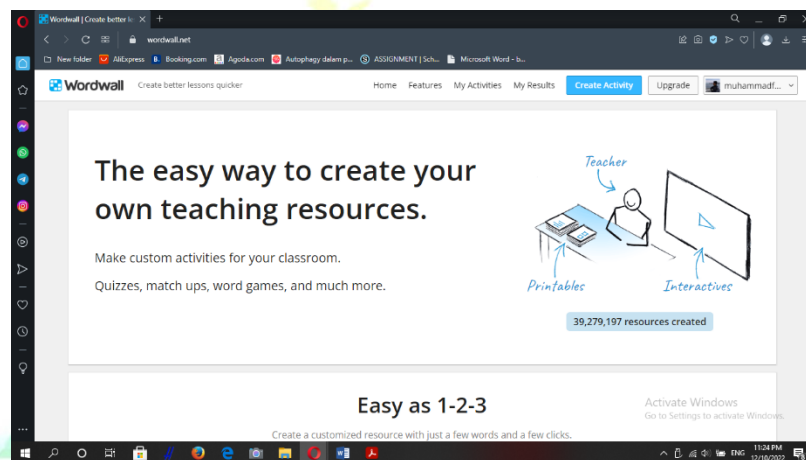 Wordwall | Create better le
wordwall.net
New folder AliExpress Booking.com Agoda.com Autophagy dalam p... ASSIGNMENT | Sch... Microsoft Word - b...
Wordwall Create better lessons quicker Home Features My Activities My Results Create Activity Upgrade muhammadf...
The easy way to create your
own teaching resources.
Make custom activities for your classroom.
Quizzes, match ups, word games, and much more.
Teacher
Printables Interactives
39,279,197 resources created
Easy as 1-2-3
Create a customized resource with just a few words and a few clicks.
Activate Windows
Go to Settings to activate Windows.
ENG 11:24 PM
12/10/2022